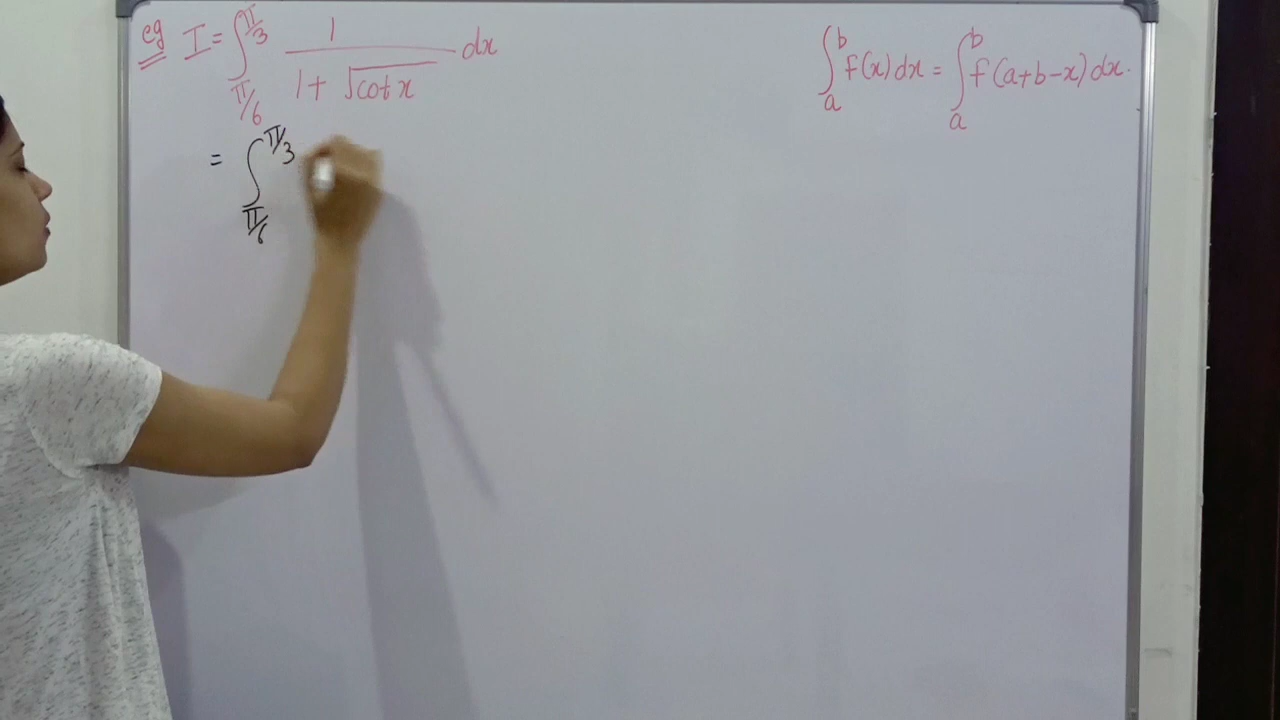 eg I = ∫_{π/6}^{π/3} 1/(1+√cot x) dx
∫_a^b f(x)dx = ∫_a^b f(a+b-x)dx.
= ∫_{π/6}^{π/3}